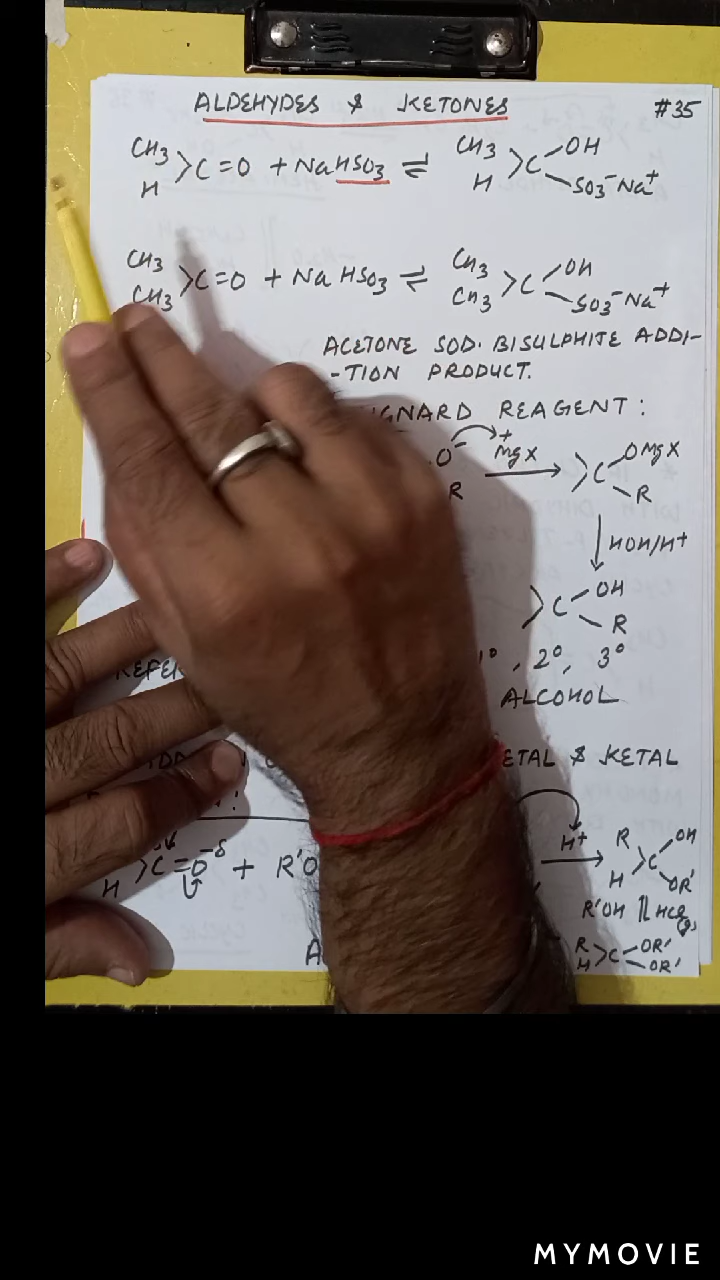 ALDEHYDES & KETONES #35
CH3 CH3 OH
>C=O + NaHSO3 ⇌ >C
H H SO3⁻Na⁺
CH3 CH3 OH
>C=O + NaHSO3 ⇌ >C
CH3 CH3 SO3⁻Na⁺
ACETONE SOD. BISULPHITE ADDI-
-TION PRODUCT.
GNARD REAGENT:
O⁻ ⁺MgX → >C OMgX
R R
HOH/H⁺
>C OH
R
1°, 2°, 3°
ALCOHOL
ETAL & KETAL
>C=O⁻δ + R'O H⁺ → R OH
H >C
H OR'
R'OH HCl(g)
R OR'
>C
H OR'